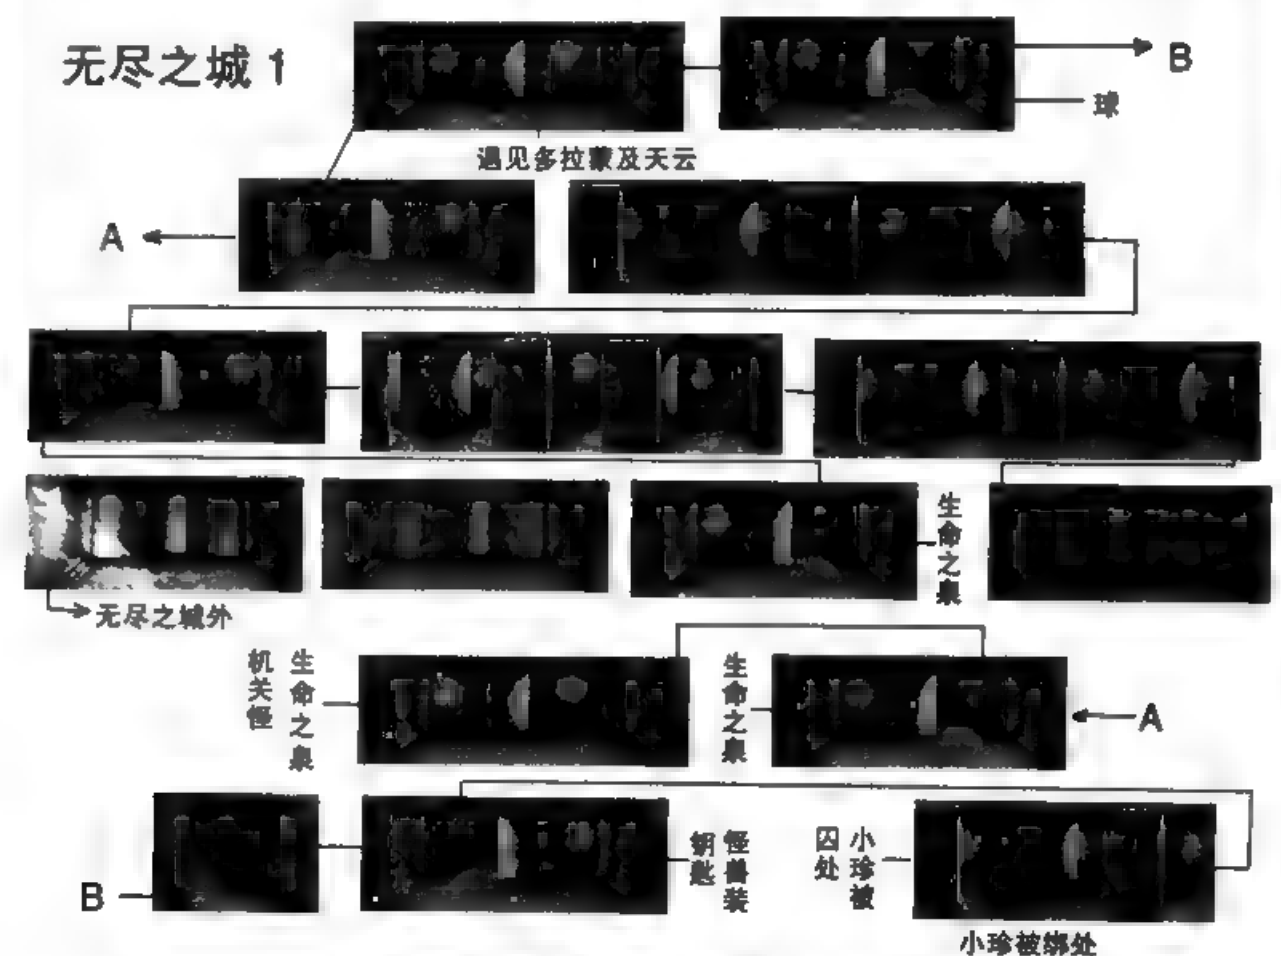 无尽之城 1
B
球
遇见多拉蒙及天云
A
生命之泉
无尽之城外
机关怪
生命之泉
生命之泉
A
B
钥匙
怪兽装
囚处
小珍被
小珍被绑处